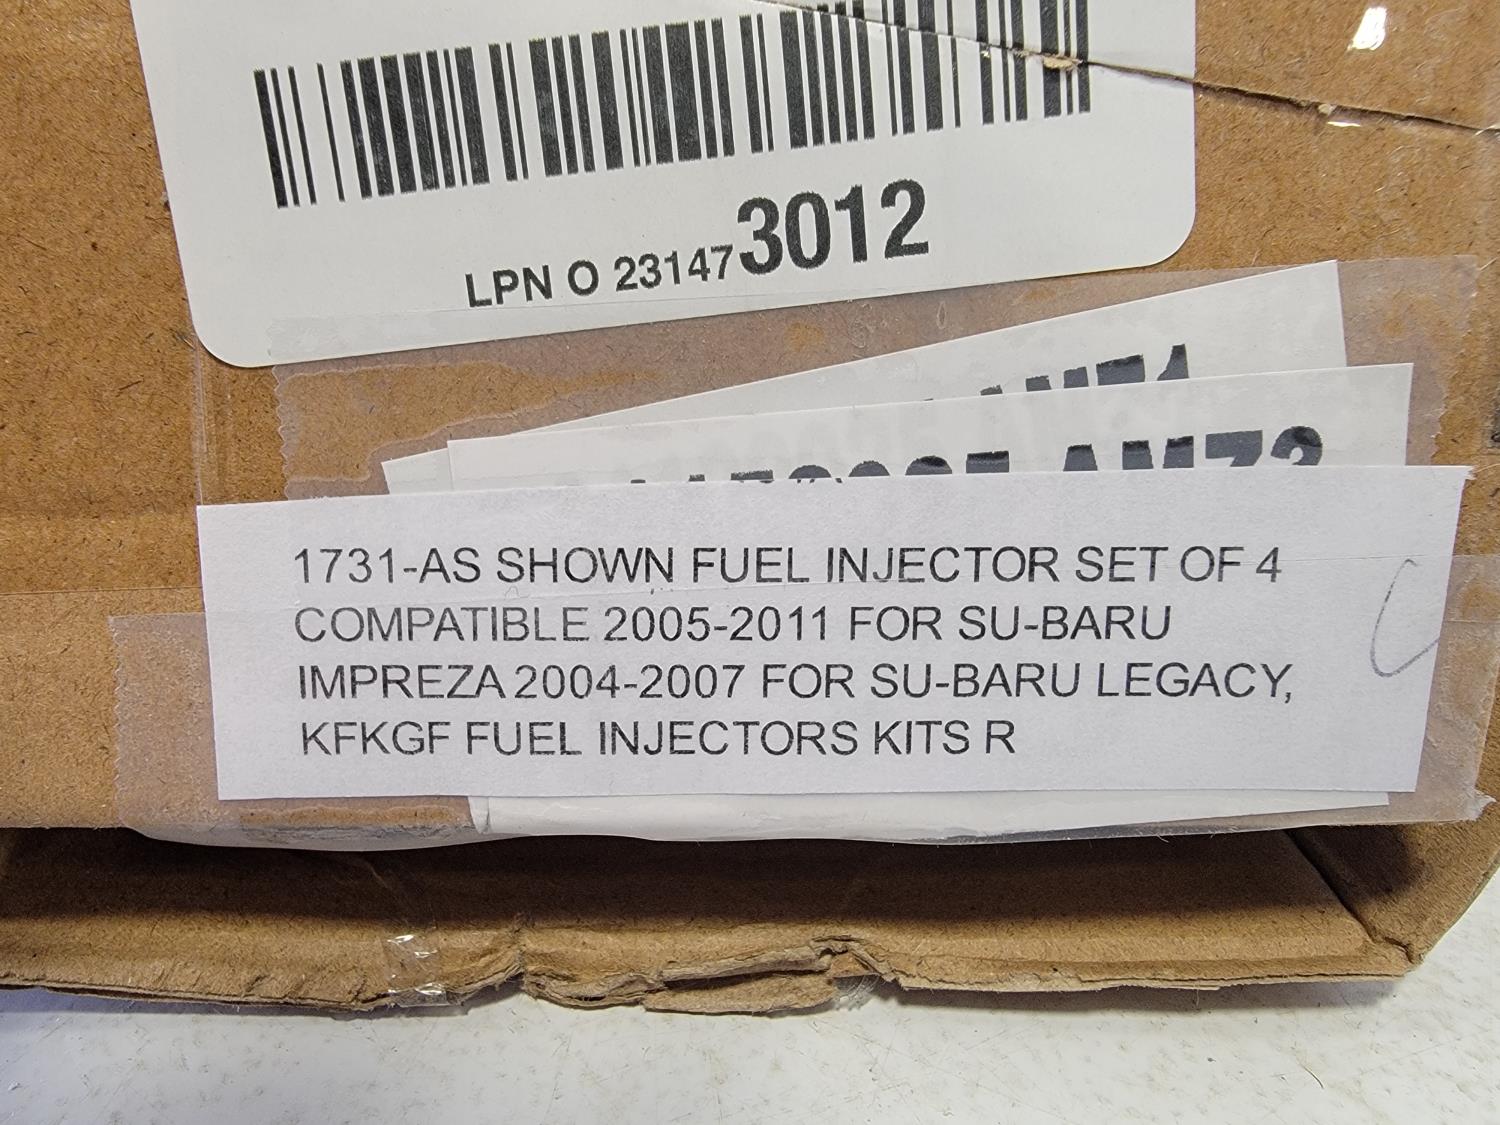 LPN O 231473012
1731-AS SHOWN FUEL INJECTOR SET OF 4
COMPATIBLE 2005-2011 FOR SU-BARU
IMPREZA 2004-2007 FOR SU-BARU LEGACY,
KFKGF FUEL INJECTORS KITS R